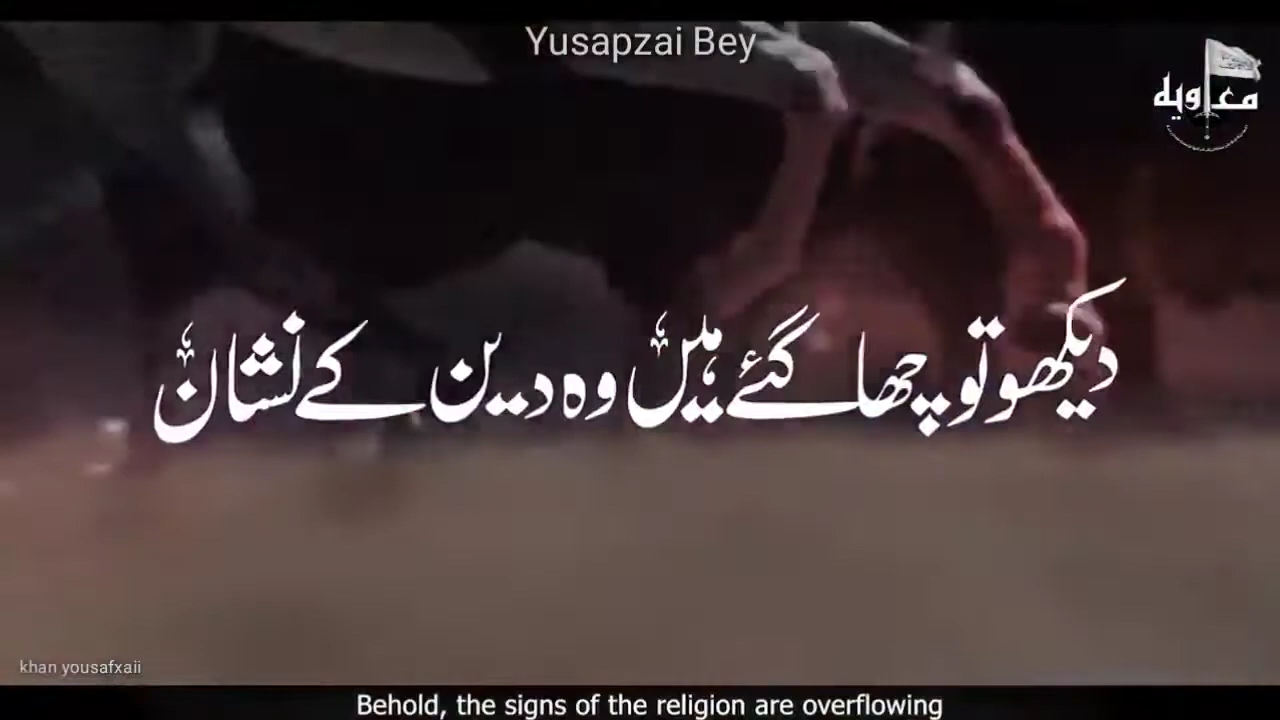 Yusapzai Bey
معاویه
دیکھو تو چھا گئے ہیں وہ دین کے نشاں
khan yousafxaii
Behold, the signs of the religion are overflowing